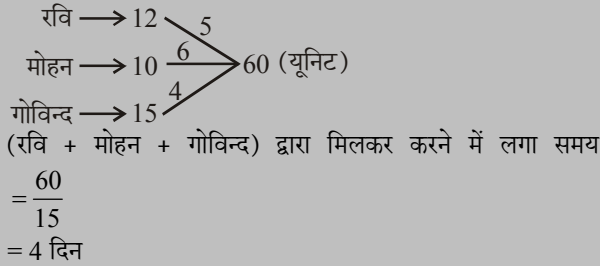 रवि → 12 5
मोहन → 10 6 60 (यूनिट)
गोविन्द → 15 4
(रवि + मोहन + गोविन्द) द्वारा मिलकर करने में लगा समय
= 60/15
= 4 दिन